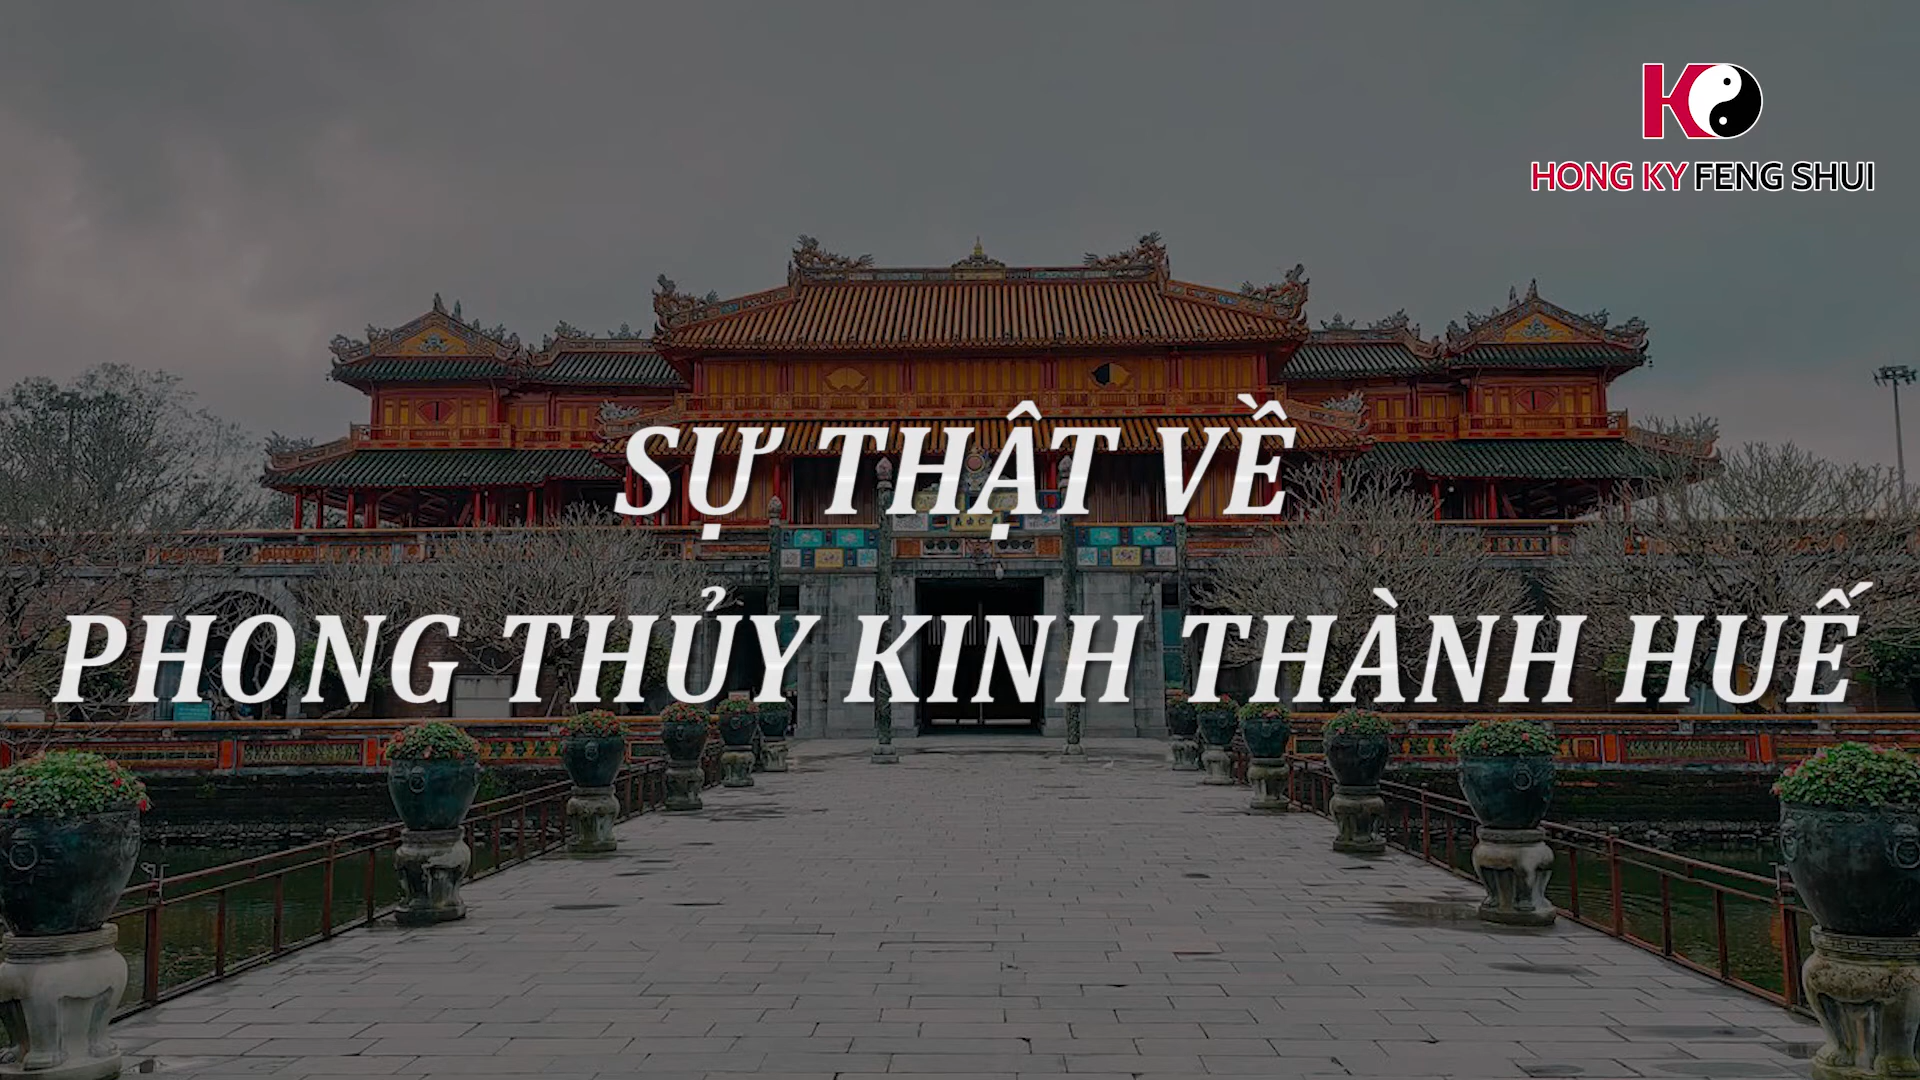 HONG KY FENG SHUI
SỰ THẬT VỀ
PHONG THỦY KINH THÀNH HUẾ